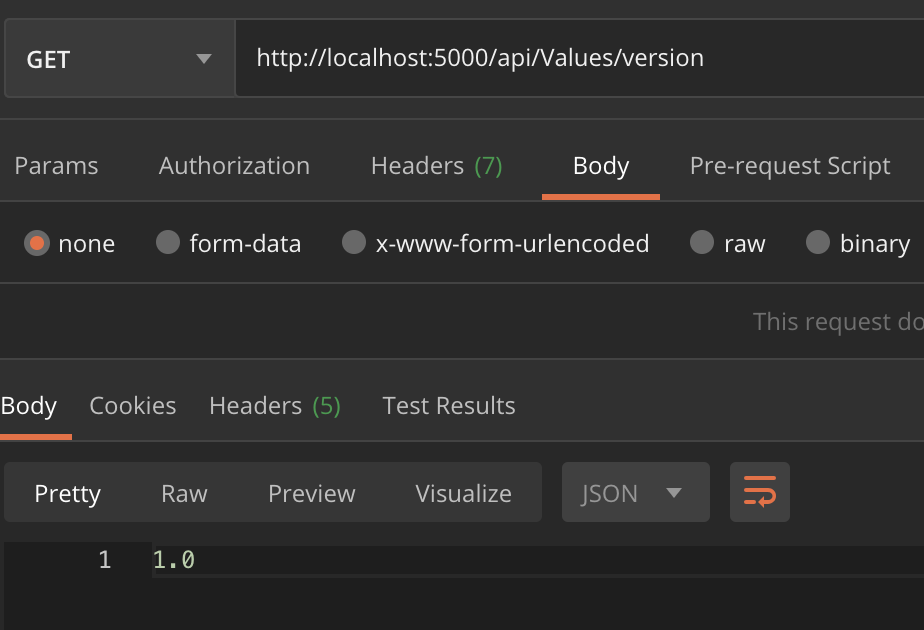 GET http://localhost:5000/api/Values/version
Params Authorization Headers (7) Body Pre-request Script
none form-data x-www-form-urlencoded raw binary
This request do
Body Cookies Headers (5) Test Results
Pretty Raw Preview Visualize JSON
1 1.0